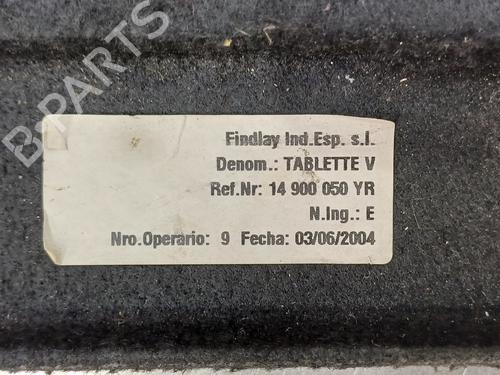 B-PARTS
Findlay Ind.Esp. s.l.
Denom.: TABLETTE V
Ref.Nr: 14 900 050 YR
N.Ing.: E
Nro.Operario: 9 Fecha: 03/06/2004